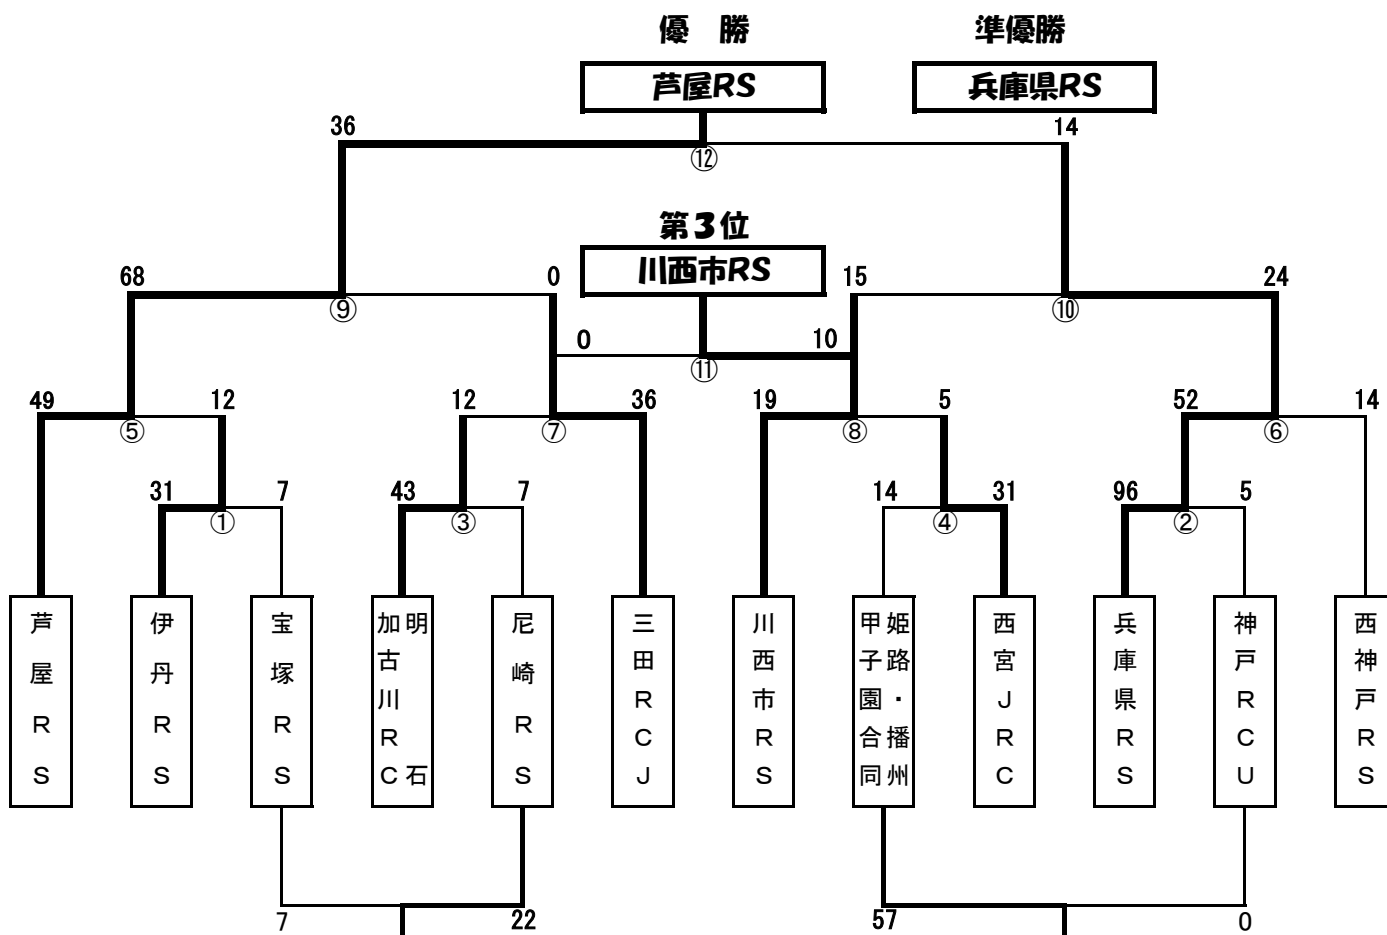 優 勝 準優勝
芦屋RS 兵庫県RS
36 14
⑫
第3位
川西市RS
68 0 15 24
⑨ ⑩
0 10
⑪
49 12 12 36 19 5 52 14
⑤ ⑦ ⑧ ⑥
31 7 43 7 14 31 96 5
① ③ ④ ②
芦屋RS
伊丹RS
宝塚RS
明石
加古川RC
尼崎RS
三田RCJ
川西市RS
姫路・播州
甲子園合同
西宮JRC
兵庫県RS
神戸RCU
西神戸RS
7 22 57 0